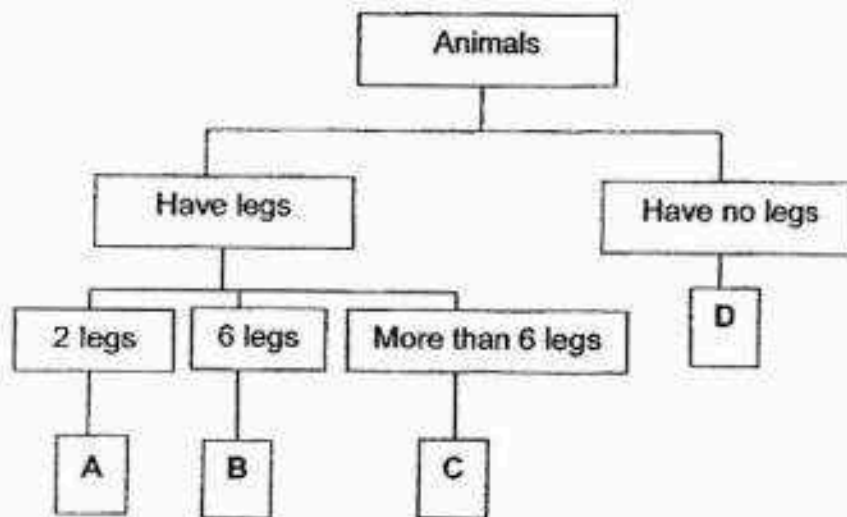 Animals
Have legs
Have no legs
2 legs
6 legs
More than 6 legs
D
A
B
C